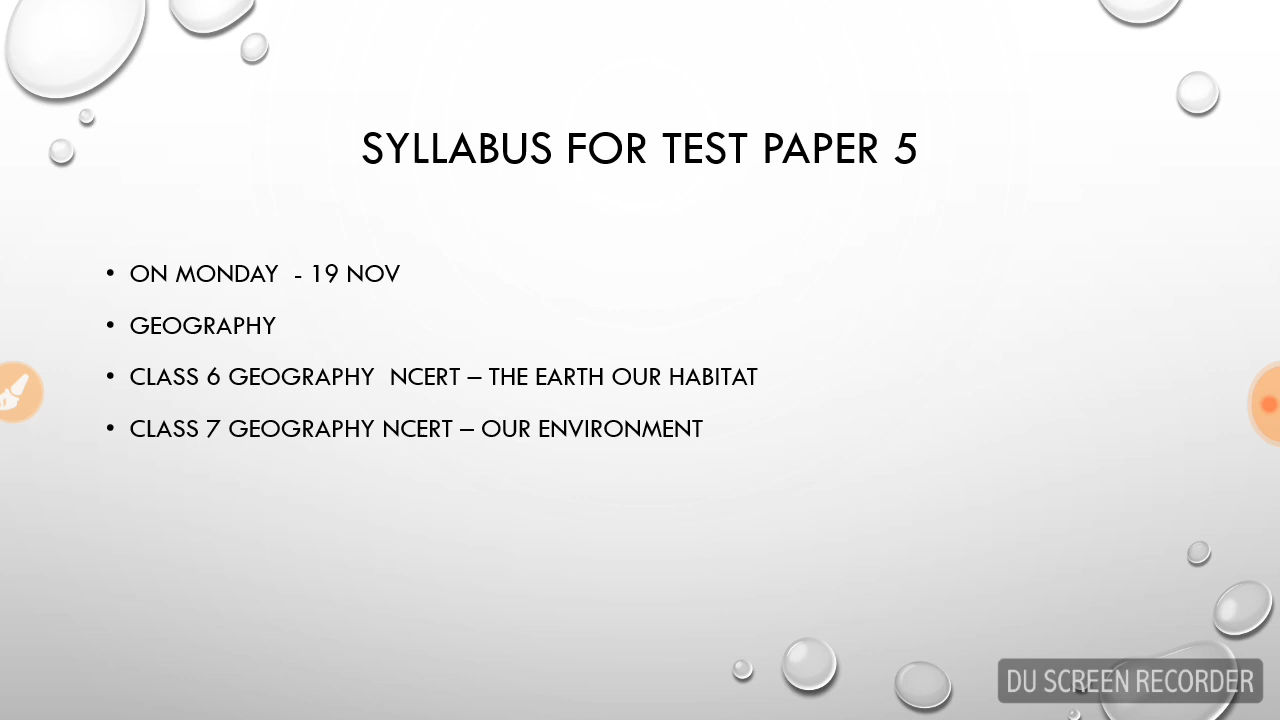 SYLLABUS FOR TEST PAPER 5
• ON MONDAY - 19 NOV
• GEOGRAPHY
• CLASS 6 GEOGRAPHY NCERT – THE EARTH OUR HABITAT
• CLASS 7 GEOGRAPHY NCERT – OUR ENVIRONMENT
DU SCREEN RECORDER